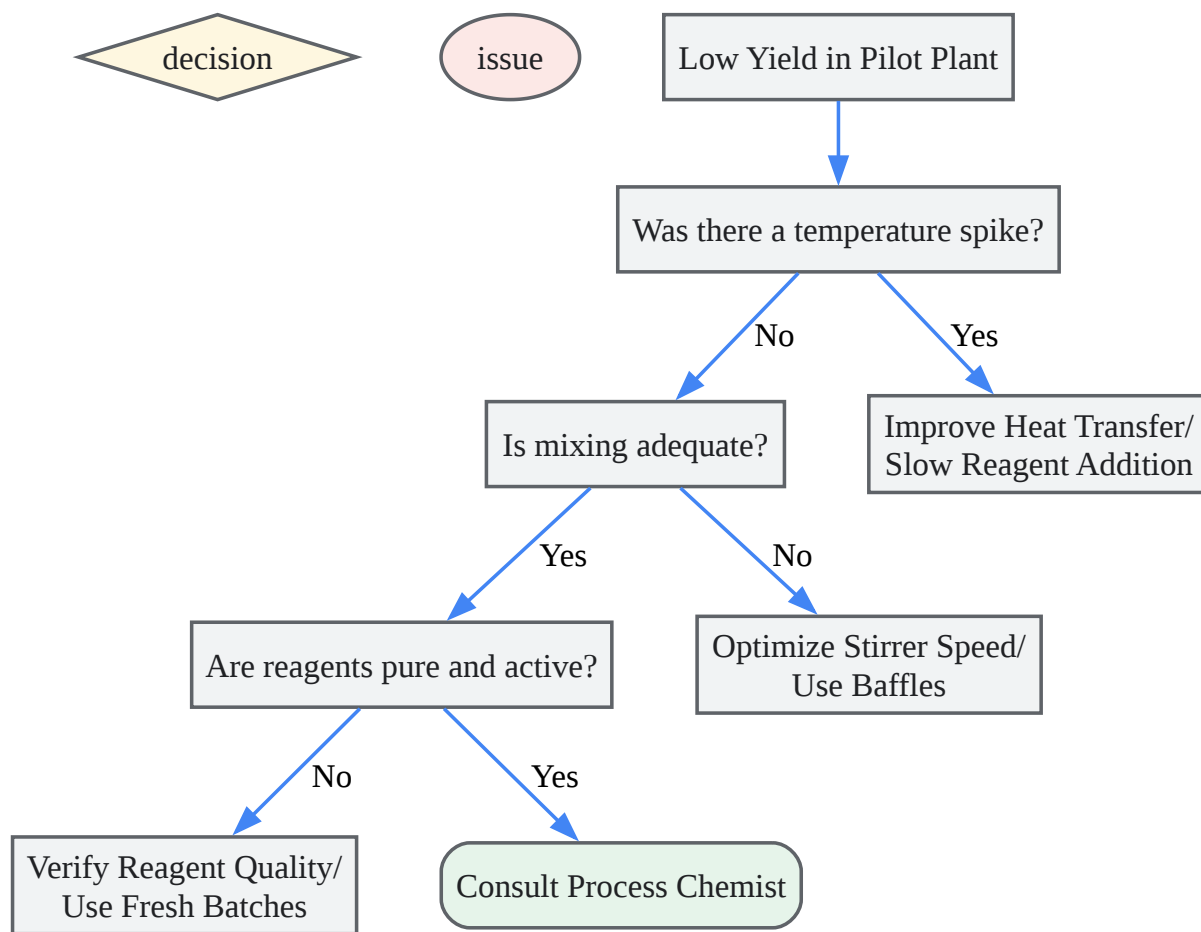 decision
issue
Low Yield in Pilot Plant
Was there a temperature spike?
No
Yes
Is mixing adequate?
Improve Heat Transfer/
Slow Reagent Addition
Yes
No
Are reagents pure and active?
Optimize Stirrer Speed/
Use Baffles
No
Yes
Verify Reagent Quality/
Use Fresh Batches
Consult Process Chemist